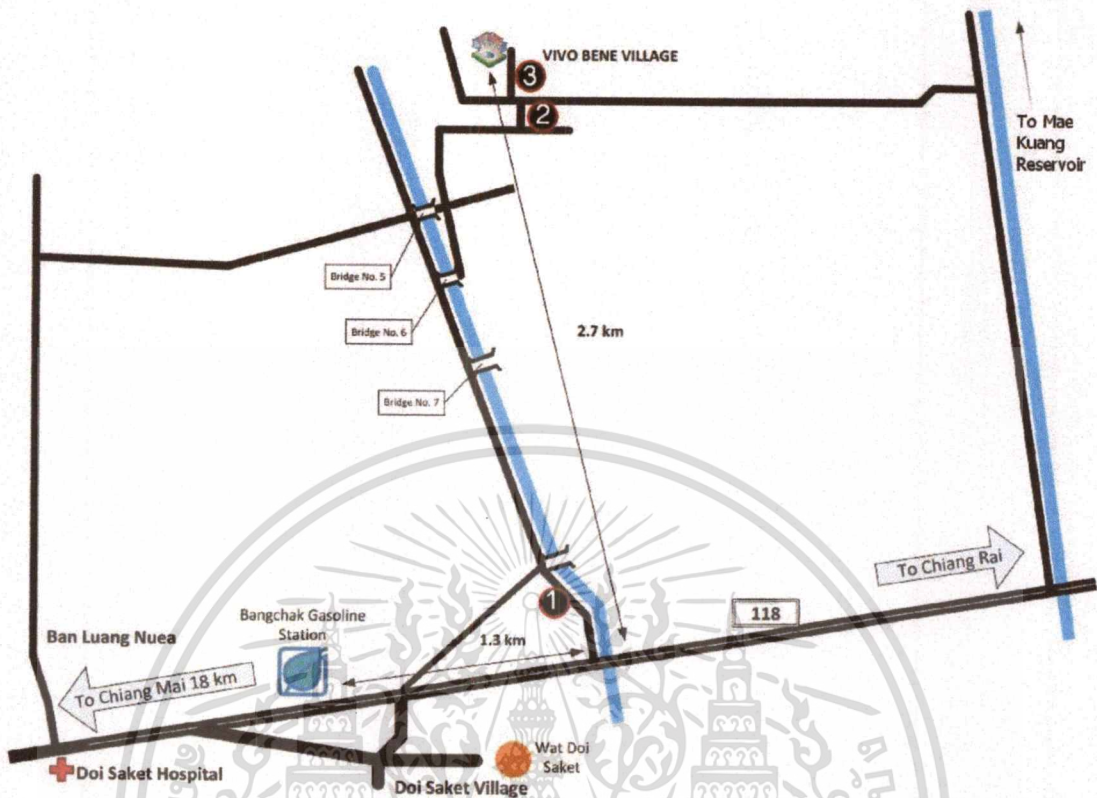 VIVO BENE VILLAGE
3
2
To Mae
Kuang
Reservoir
Bridge No. 5
Bridge No. 6
2.7 km
Bridge No. 7
To Chiang Rai
1
118
Bangchak Gasoline
Station
1.3 km
Ban Luang Nuea
To Chiang Mai 18 km
Wat Doi
Saket
Doi Saket Hospital
Doi Saket Village